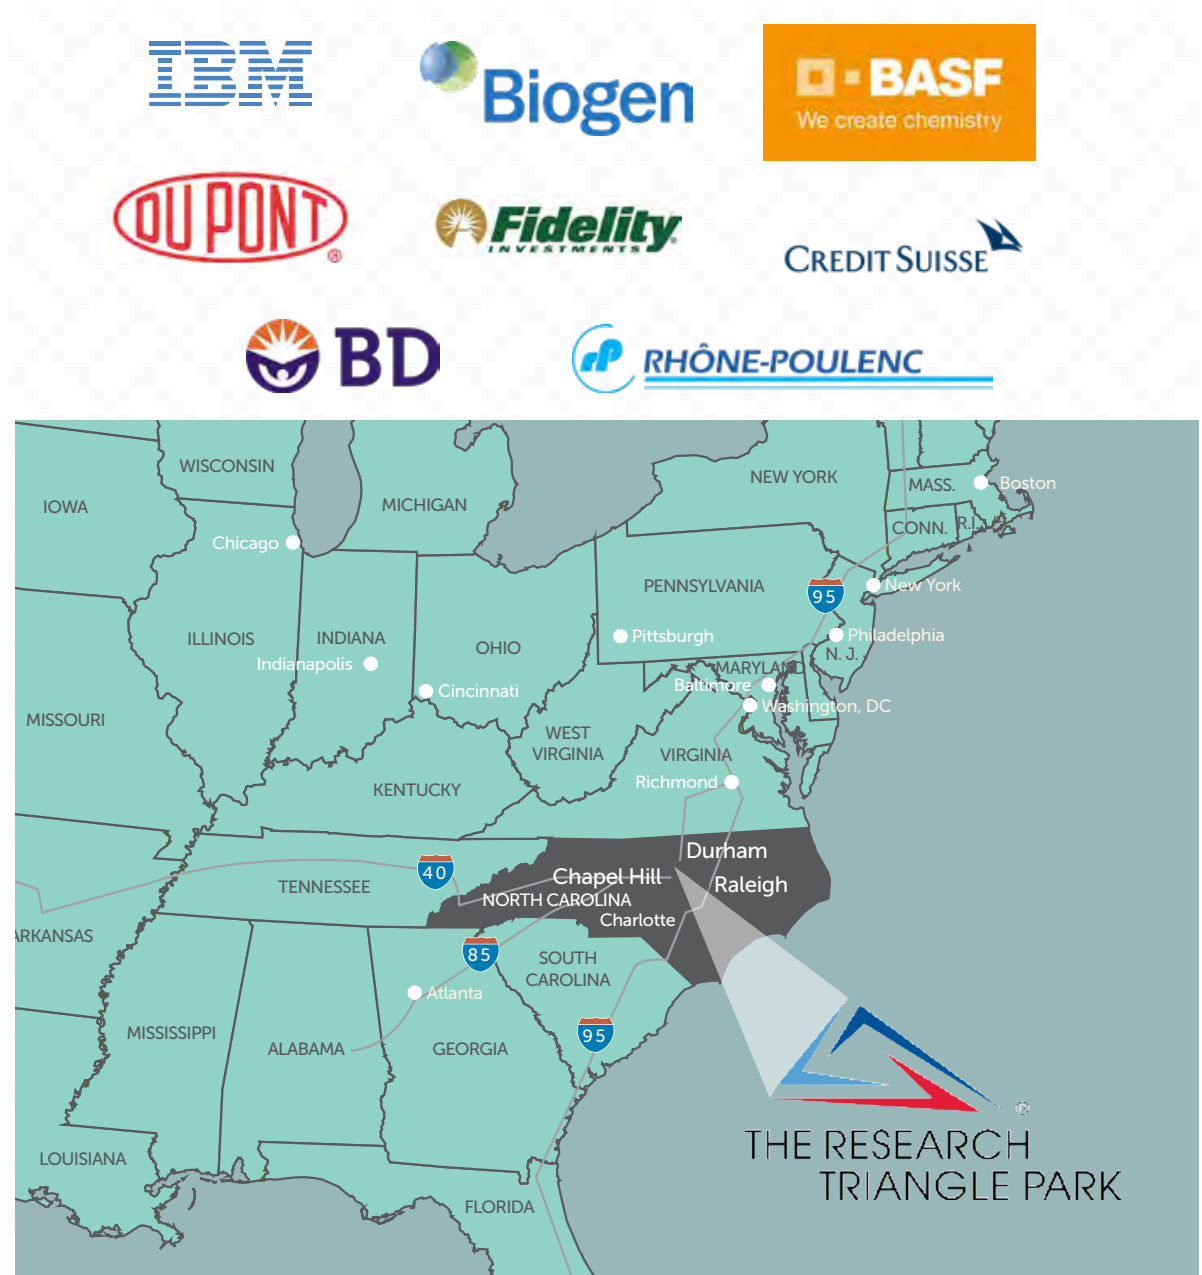 IBM
Biogen
BASF
We create chemistry
DU PONT
®
Fidelity
INVESTMENTS
CREDIT SUISSE
BD
RHÔNE-POULENC
WISCONSIN
IOWA
MICHIGAN
NEW YORK
MASS.
Boston
CONN.
R.I.
Chicago
PENNSYLVANIA
95
New York
ILLINOIS
INDIANA
OHIO
Pittsburgh
Philadelphia
N. J.
Indianapolis
MARYLAND
Baltimore
Cincinnati
Washington, DC
MISSOURI
WEST
VIRGINIA
VIRGINIA
Richmond
KENTUCKY
Durham
40
Chapel Hill
Raleigh
TENNESSEE
NORTH CAROLINA
Charlotte
ARKANSAS
85
SOUTH
CAROLINA
Atlanta
MISSISSIPPI
ALABAMA
GEORGIA
95
®
THE RESEARCH
TRIANGLE PARK
LOUISIANA
FLORIDA